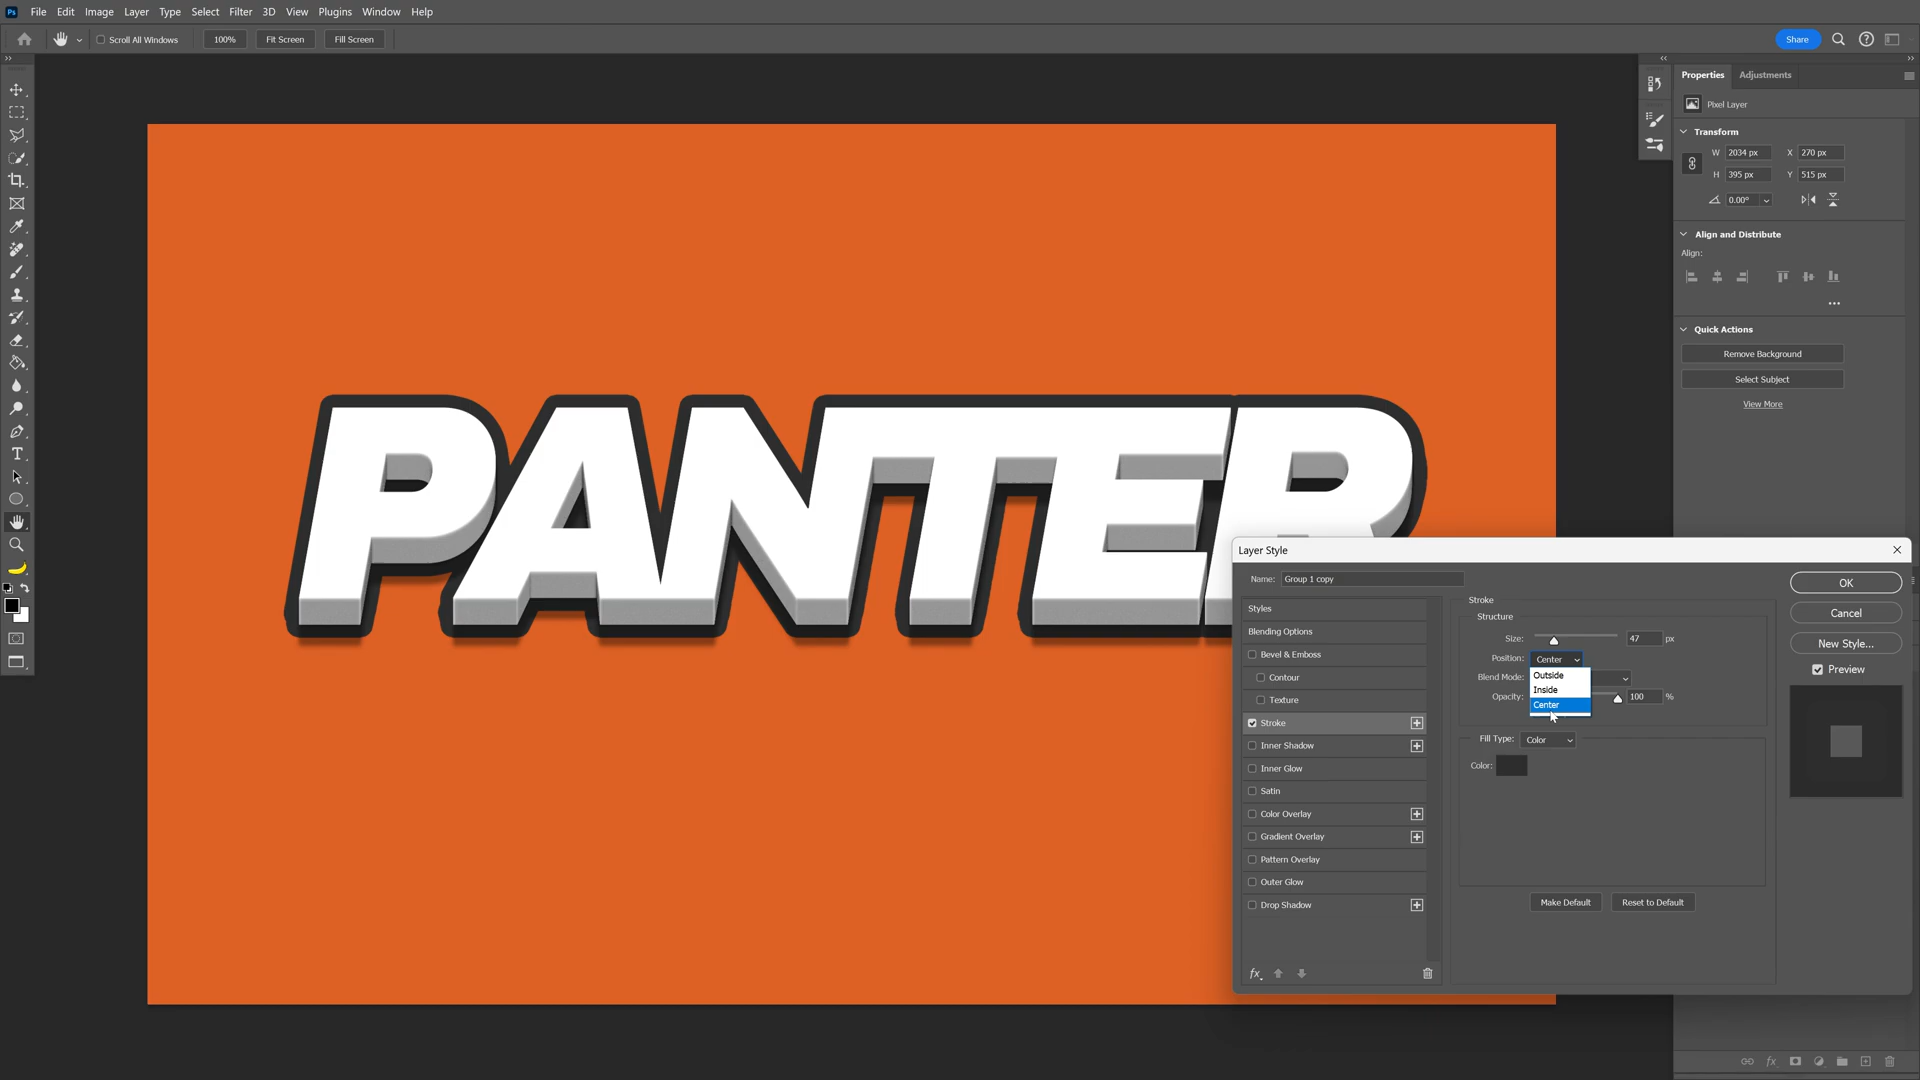 Ps File Edit Image Layer Type Select Filter 3D View Plugins Window Help
Scroll All Windows 100% Fit Screen Fill Screen Share
Properties Adjustments
Pixel Layer
Transform
W 2034 px X 270 px
H 395 px Y 515 px
0.00°
Align and Distribute
Align:
Quick Actions
Remove Background
Select Subject
View More
PANTER
Layer Style
Name: Group 1 copy
Styles
Blending Options
Bevel & Emboss
Contour
Texture
Stroke
Inner Shadow
Inner Glow
Satin
Color Overlay
Gradient Overlay
Pattern Overlay
Outer Glow
Drop Shadow
fx
Stroke
Structure
Size: 47 px
Position: Center
Outside
Inside
Center
Blend Mode:
Opacity: 100 %
Fill Type: Color
Color:
Make Default Reset to Default
OK
Cancel
New Style...
Preview
fx